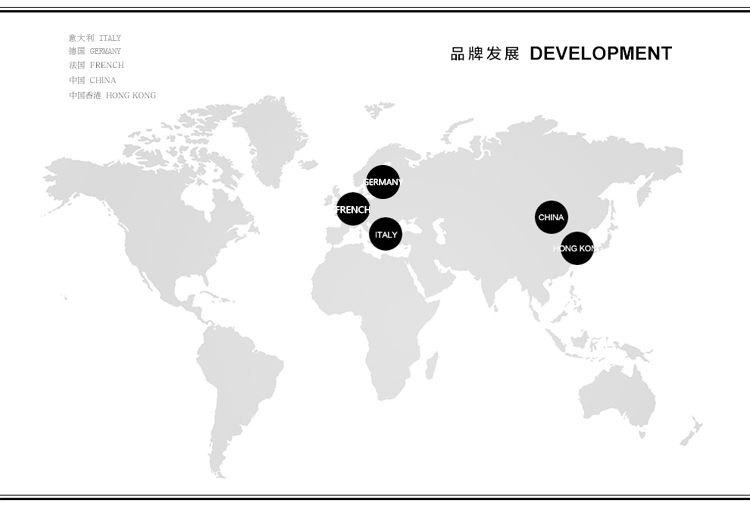 意大利 ITALY
德国 GERMANY
法国 FRENCH
中国 CHINA
中国香港 HONG KONG
品牌发展 DEVELOPMENT
GERMANY
FRENCH
ITALY
CHINA
HONG KON